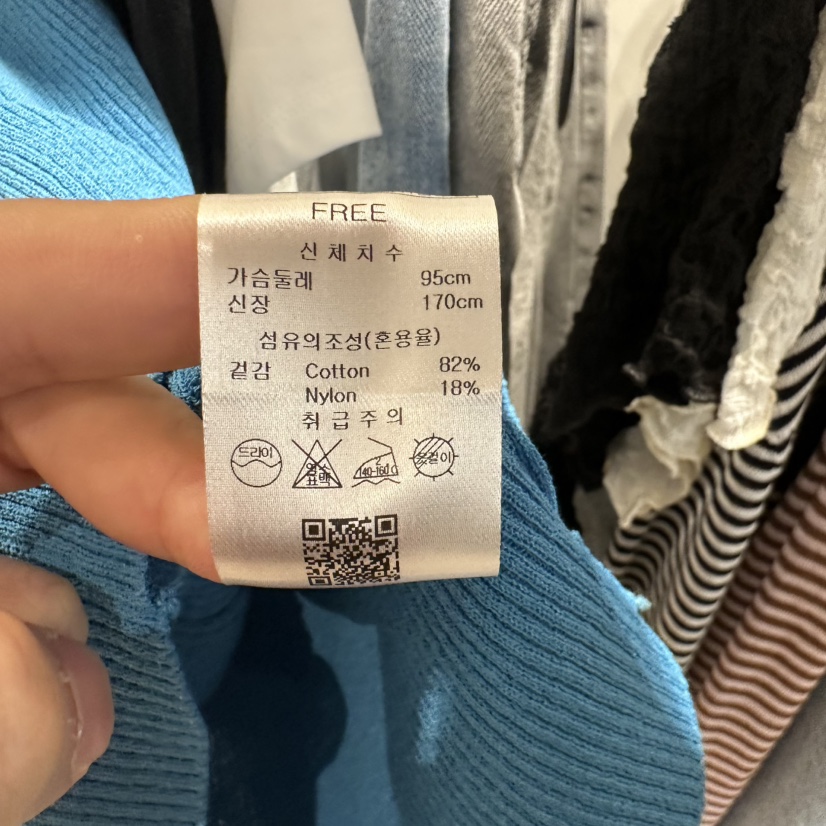 FREE
신체치수
가슴둘레 95cm
신장 170cm
섬유의조성(혼용율)
겉감 Cotton 82%
Nylon 18%
취급주의
드라이 염소 표백 2 140-160℃ 옷걸이